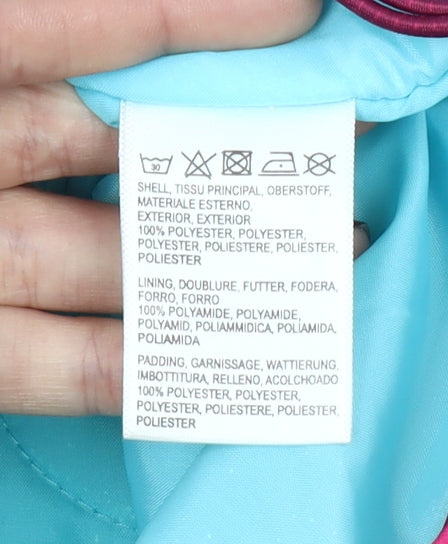 30
SHELL, TISSU PRINCIPAL, OBERSTOFF,
MATERIALE ESTERNO,
EXTERIOR, EXTERIOR
100% POLYESTER, POLYESTER,
POLYESTER, POLIESTERE, POLIESTER,
POLIESTER
LINING, DOUBLURE, FUTTER, FODERA,
FORRO, FORRO
100% POLYAMIDE, POLYAMIDE,
POLYAMID, POLIAMMIDICA, POLIAMIDA,
POLIAMIDA
PADDING, GARNISSAGE, WATTIERUNG,
IMBOTTITURA, RELLENO, ACOLCHOADO
100% POLYESTER, POLYESTER,
POLYESTER, POLIESTERE, POLIESTER,
POLIESTER